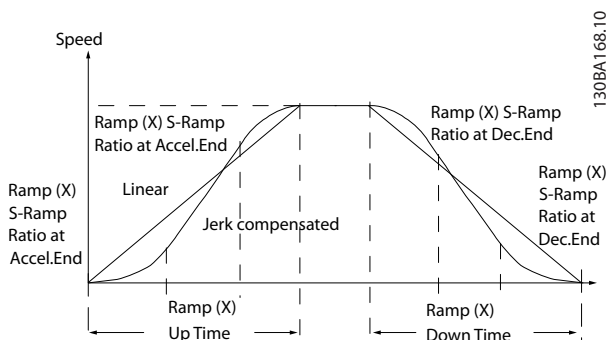 130BA168.10
Speed
Ramp (X) S-Ramp
Ratio at Accel.End
Ramp (X) S-Ramp
Ratio at Dec.End
Linear
Ramp (X)
S-Ramp
Ratio at
Accel.End
Jerk compensated
Ramp (X)
S-Ramp
Ratio at
Dec.End
Ramp (X)
Up Time
Ramp (X)
Down Time